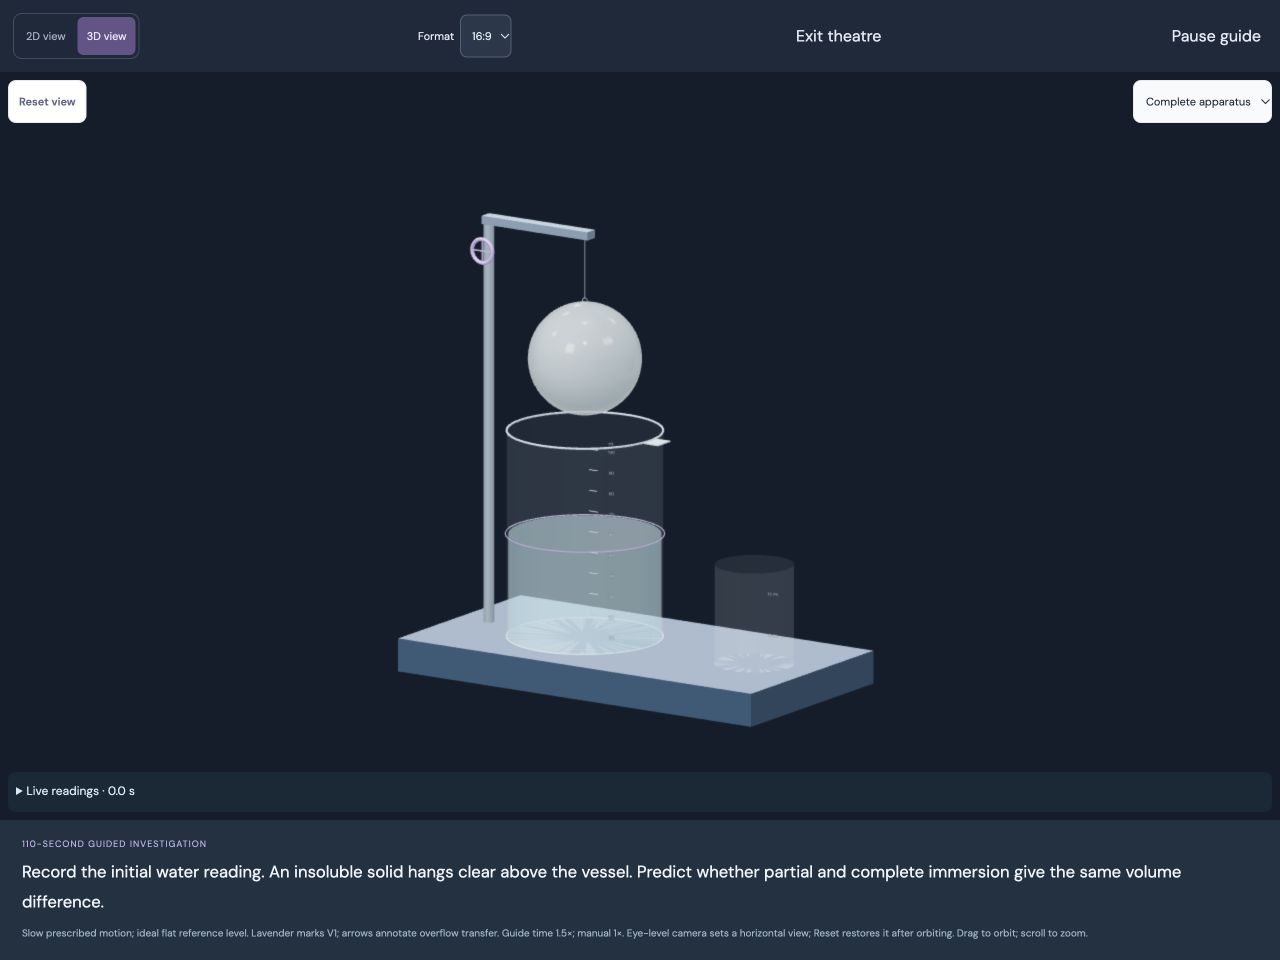 2D view
3D view
Format
16:9
Exit theatre
Pause guide
Reset view
Complete apparatus
Live readings · 0.0 s
110-SECOND GUIDED INVESTIGATION
Record the initial water reading. An insoluble solid hangs clear above the vessel. Predict whether partial and complete immersion give the same volume
difference.
Slow prescribed motion; ideal flat reference level. Lavender marks V1; arrows annotate overflow transfer. Guide time 1.5×; manual 1×. Eye-level camera sets a horizontal view; Reset restores it after orbiting. Drag to orbit; scroll to zoom.